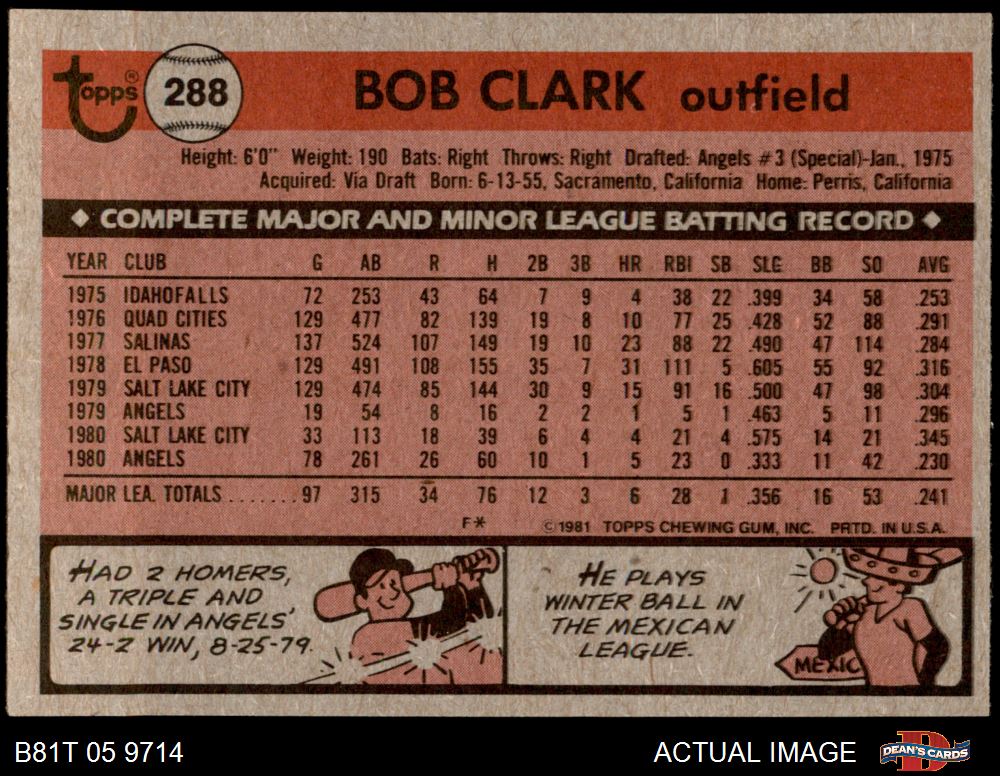 Topps® 288 BOB CLARK outfield
Height: 6'0" Weight: 190 Bats: Right Throws: Right Drafted: Angels #3 (Special)-Jan., 1975
Acquired: Via Draft Born: 6-13-55, Sacramento, California Home: Perris, California
◆ COMPLETE MAJOR AND MINOR LEAGUE BATTING RECORD ◆
YEAR CLUB G AB R H 2B 3B HR RBI SB SLG BB SO AVG
1975 IDAHOFALLS 72 253 43 64 7 9 4 38 22 .399 34 58 .253
1976 QUAD CITIES 129 477 82 139 19 8 10 77 25 .428 52 88 .291
1977 SALINAS 137 524 107 149 19 10 23 88 22 .490 47 114 .284
1978 EL PASO 129 491 108 155 35 7 31 111 5 .605 55 92 .316
1979 SALT LAKE CITY 129 474 85 144 30 9 15 91 16 .500 47 98 .304
1979 ANGELS 19 54 8 16 2 2 1 5 1 .463 5 11 .296
1980 SALT LAKE CITY 33 113 18 39 6 4 4 21 4 .575 14 21 .345
1980 ANGELS 78 261 26 60 10 1 5 23 0 .333 11 42 .230
MAJOR LEA. TOTALS ....... 97 315 34 76 12 3 6 28 1 .356 16 53 .241
F* ©1981 TOPPS CHEWING GUM, INC. PRTD. IN U.S.A.
HAD 2 HOMERS,
A TRIPLE AND
SINGLE IN ANGELS'
24-2 WIN, 8-25-79.
HE PLAYS
WINTER BALL IN
THE MEXICAN
LEAGUE.
MEXIC
B81T 05 9714 ACTUAL IMAGE DEAN'S CARDS